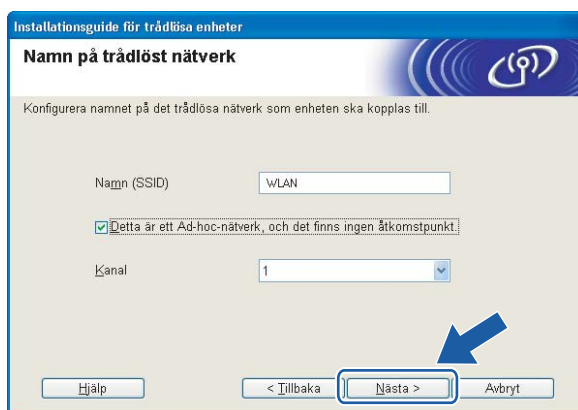 Installationsguide för trådlösa enheter
Namn på trådlöst nätverk
Konfigurera namnet på det trådlösa nätverk som enheten ska kopplas till.
Namn (SSID)
WLAN
Detta är ett Ad-hoc-nätverk, och det finns ingen åtkomstpunkt.
Kanal
1
Hjälp
< Tillbaka
Nästa >
Avbryt